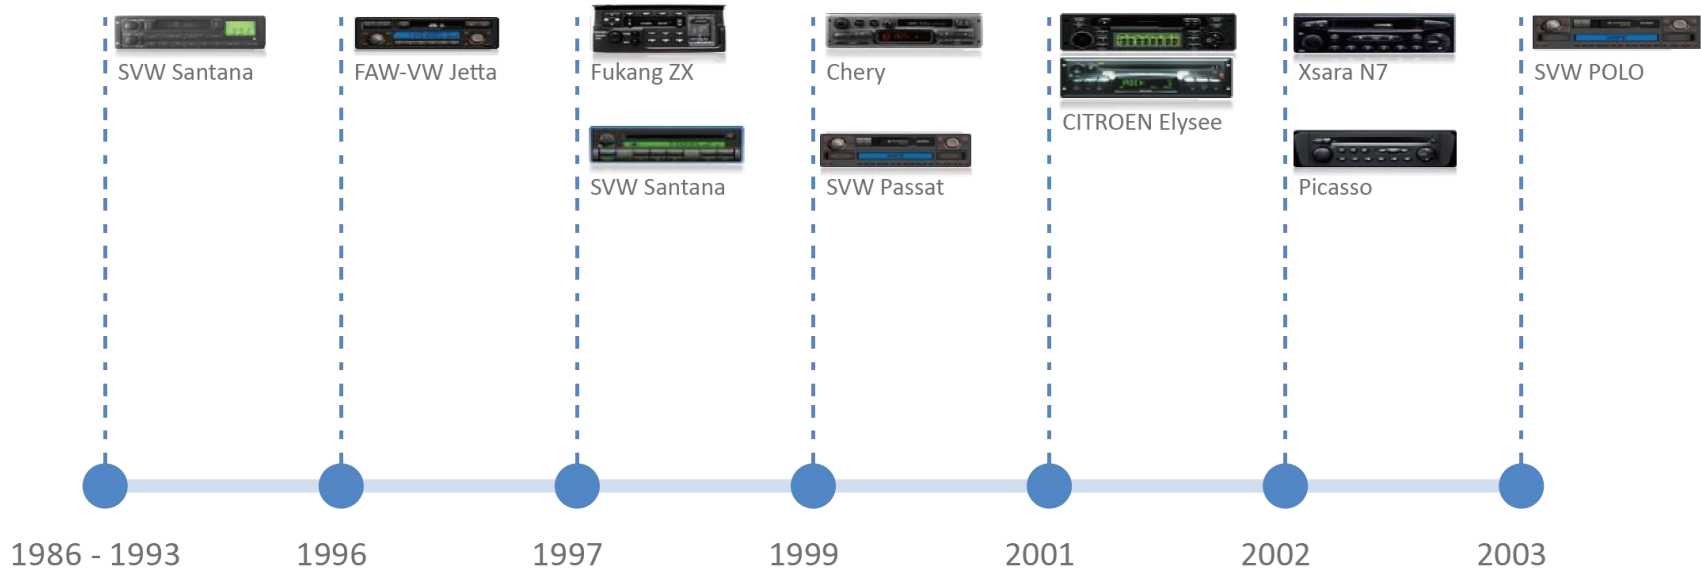 SVW Santana
FAW-VW Jetta
Fukang ZX
Chery
CITROEN Elysee
Xsara N7
SVW POLO
SVW Santana
SVW Passat
Picasso
1986 - 1993
1996
1997
1999
2001
2002
2003